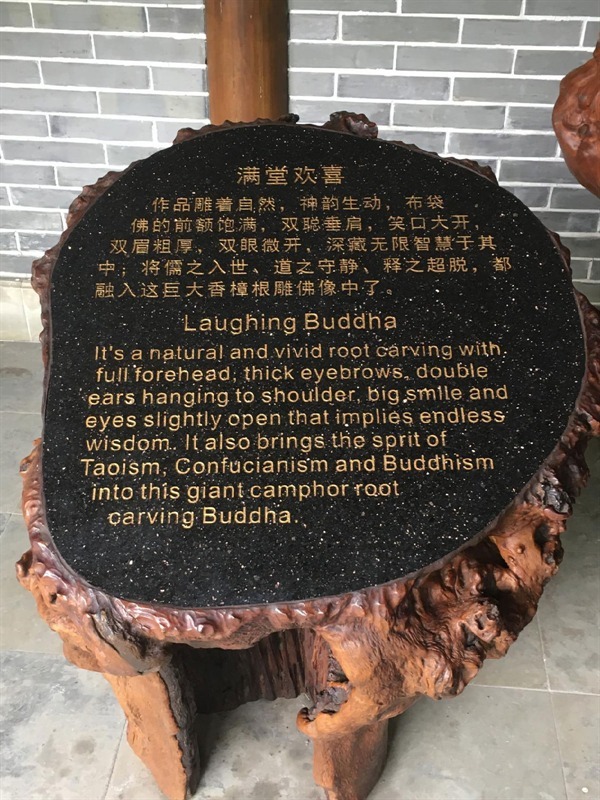 满堂欢喜
作品雕着自然，神韵生动，布袋
佛的前额饱满，双聪垂肩，笑口大开，
双眉粗厚，双眼微开，深藏无限智慧于其
中；将儒之入世、道之守静、释之超脱，都
融入这巨大香樟根雕佛像中了。
Laughing Buddha
It's a natural and vivid root carving with
full forehead, thick eyebrows, double
ears hanging to shoulder, big smile and
eyes slightly open that implies endless
wisdom. It also brings the sprit of
Taoism, Confucianism and Buddhism
into this giant camphor root
carving Buddha.